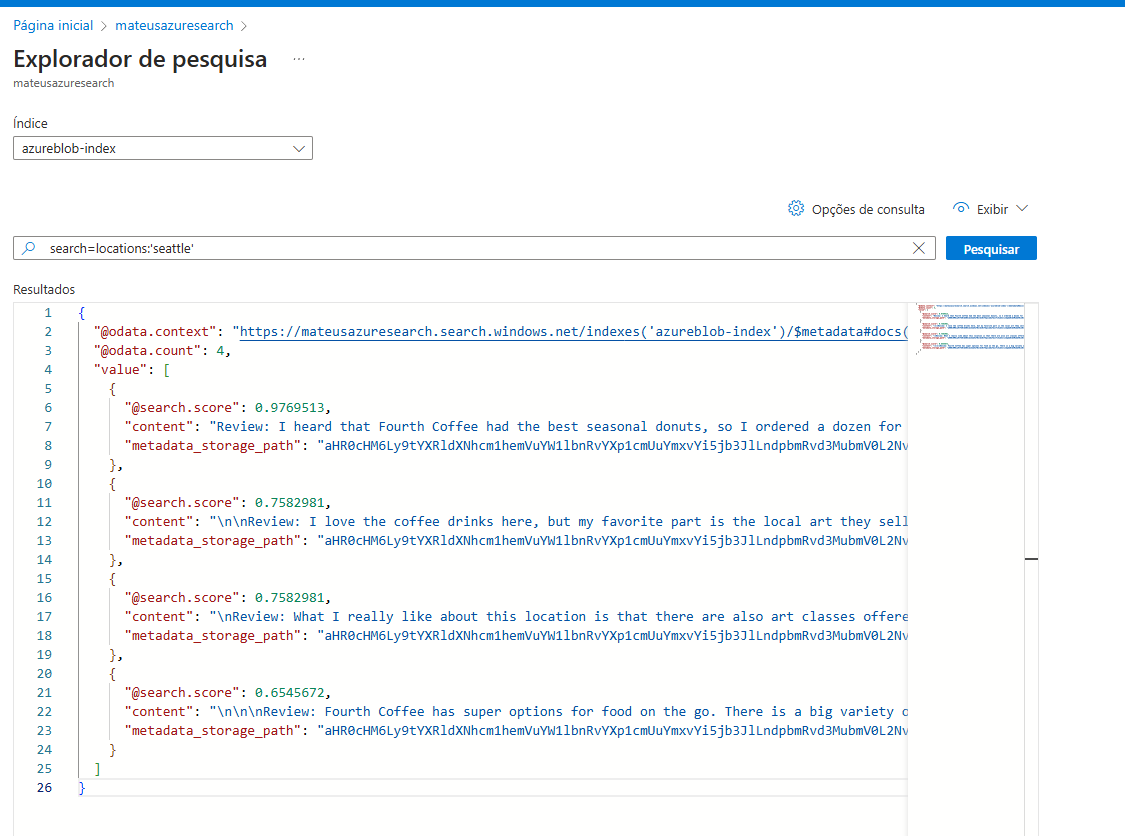 Página inicial > mateusazuresearch >
Explorador de pesquisa ...
mateusazuresearch
Índice
azureblob-index
Opções de consulta Exibir
search=locations:'seattle'
Pesquisar
Resultados
1 {
2 "@odata.context": "https://mateusazuresearch.search.windows.net/indexes('azureblob-index')/$metadata#docs(
3 "@odata.count": 4,
4 "value": [
5 {
6 "@search.score": 0.9769513,
7 "content": "Review: I heard that Fourth Coffee had the best seasonal donuts, so I ordered a dozen for
8 "metadata_storage_path": "aHR0cHM6Ly9tYXRldXNhcm1hemVuYW1lbnRvYXp1cmUuYmxvYi5jb3JlLndpbmRvd3MubmV0L2Nv
9 },
10 {
11 "@search.score": 0.7582981,
12 "content": "\n\nReview: I love the coffee drinks here, but my favorite part is the local art they sell
13 "metadata_storage_path": "aHR0cHM6Ly9tYXRldXNhcm1hemVuYW1lbnRvYXp1cmUuYmxvYi5jb3JlLndpbmRvd3MubmV0L2Nv
14 },
15 {
16 "@search.score": 0.7582981,
17 "content": "\nReview: What I really like about this location is that there are also art classes offere
18 "metadata_storage_path": "aHR0cHM6Ly9tYXRldXNhcm1hemVuYW1lbnRvYXp1cmUuYmxvYi5jb3JlLndpbmRvd3MubmV0L2Nv
19 },
20 {
21 "@search.score": 0.6545672,
22 "content": "\n\n\nReview: Fourth Coffee has super options for food on the go. There is a big variety
23 "metadata_storage_path": "aHR0cHM6Ly9tYXRldXNhcm1hemVuYW1lbnRvYXp1cmUuYmxvYi5jb3JlLndpbmRvd3MubmV0L2Nv
24 }
25 ]
26 }